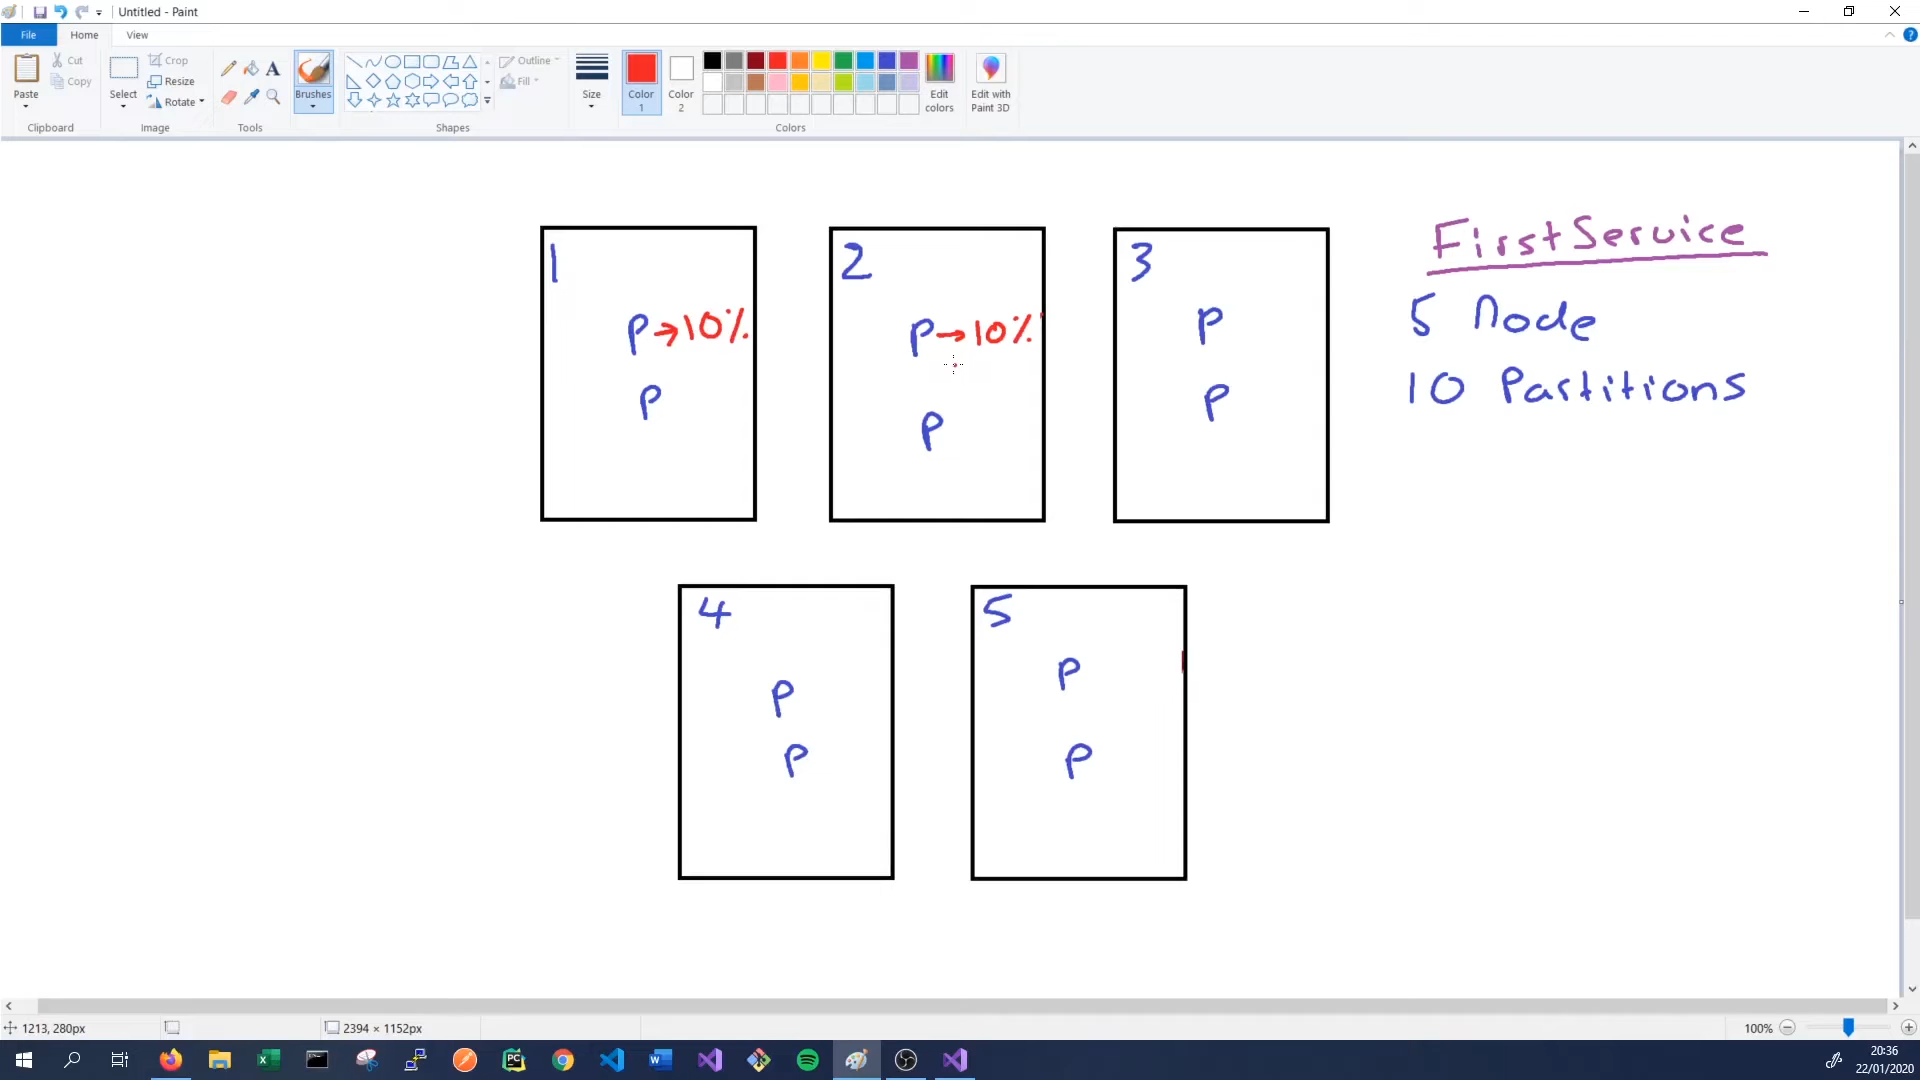 Untitled - Paint
File Home View
Paste
Cut
Copy
Clipboard
Select
Crop
Resize
Rotate
Image
Tools
Brushes
Shapes
Outline
Fill
Size
Color 1
Color 2
Edit colors
Colors
Edit with Paint 3D
1
P→10%
P
2
P→10%
P
3
P
P
FirstService
5 Node
10 Partitions
4
P
P
5
P
P
1213, 280px
2394 × 1152px
100%
20:36
22/01/2020